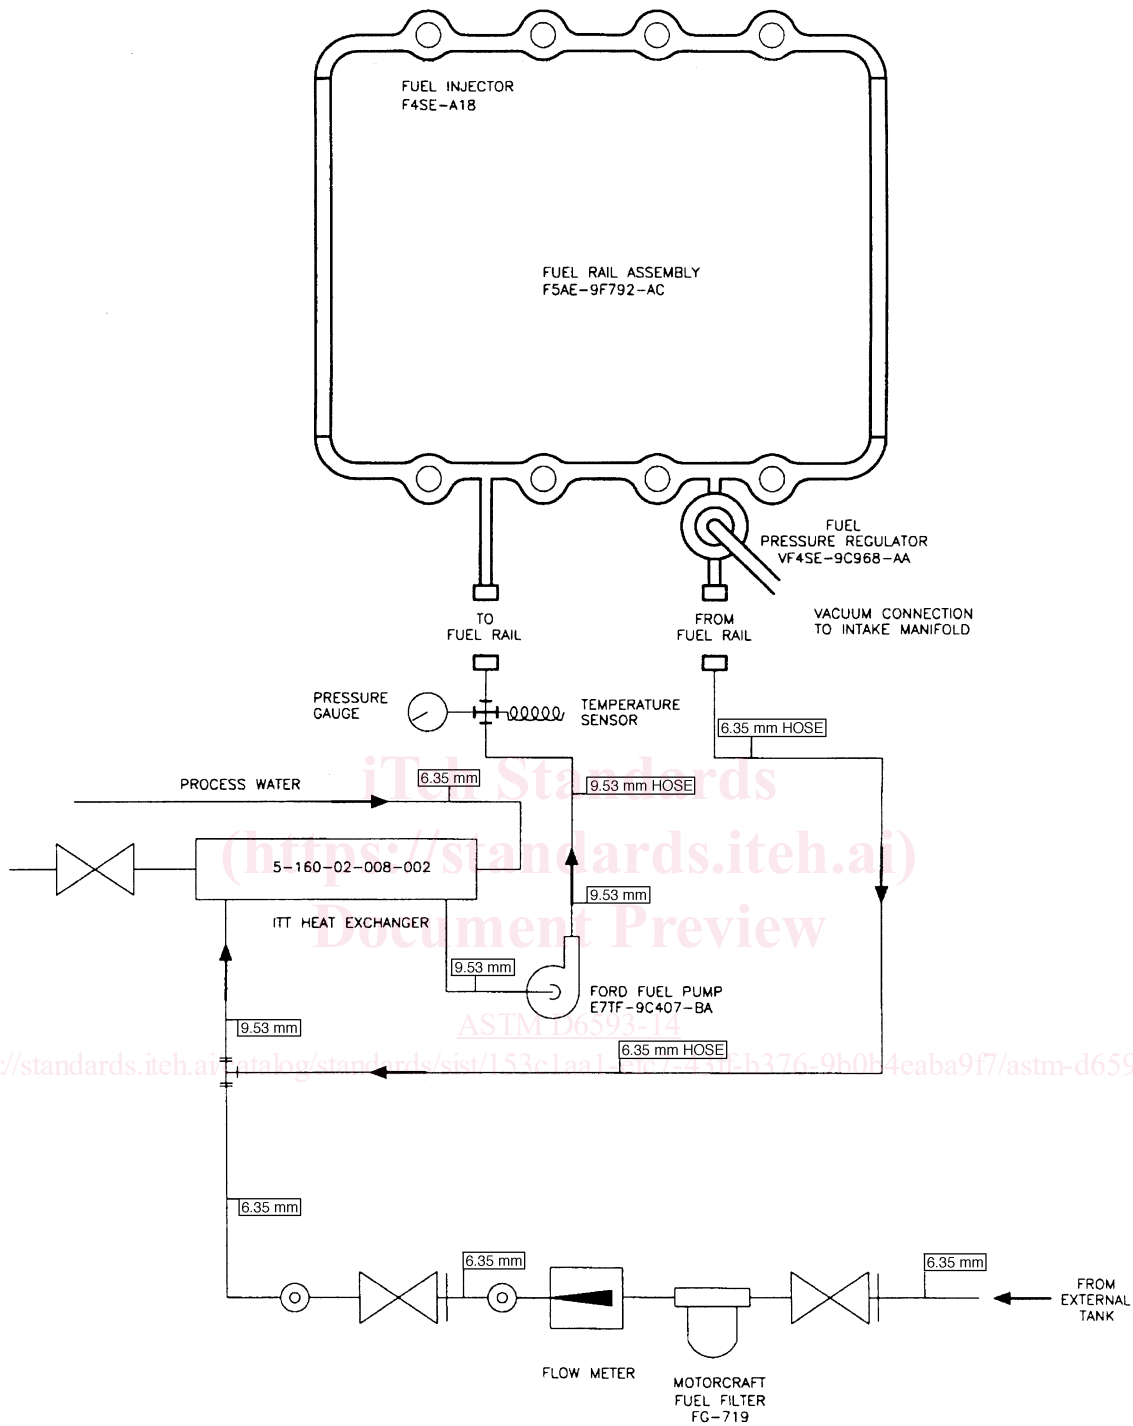 FUEL INJECTOR
F4SE-A18
FUEL RAIL ASSEMBLY
F5AE-9F792-AC
FUEL
PRESSURE REGULATOR
VF4SE-9C968-AA
TO
FUEL RAIL
FROM
FUEL RAIL
VACUUM CONNECTION
TO INTAKE MANIFOLD
PRESSURE
GAUGE
TEMPERATURE
SENSOR
6.35 mm HOSE
iTeh Standards
PROCESS WATER
6.35 mm
9.53 mm HOSE
(https://standards.iteh.ai)
5-160-02-008-002
9.53 mm
ITT HEAT EXCHANGER
Document Preview
9.53 mm
FORD FUEL PUMP
E7TF-9C407-BA
ASTM D6593-14
9.53 mm
6.35 mm HOSE
6.35 mm
6.35 mm
6.35 mm
FROM
EXTERNAL
TANK
FLOW METER
MOTORCRAFT
FUEL FILTER
FG-719